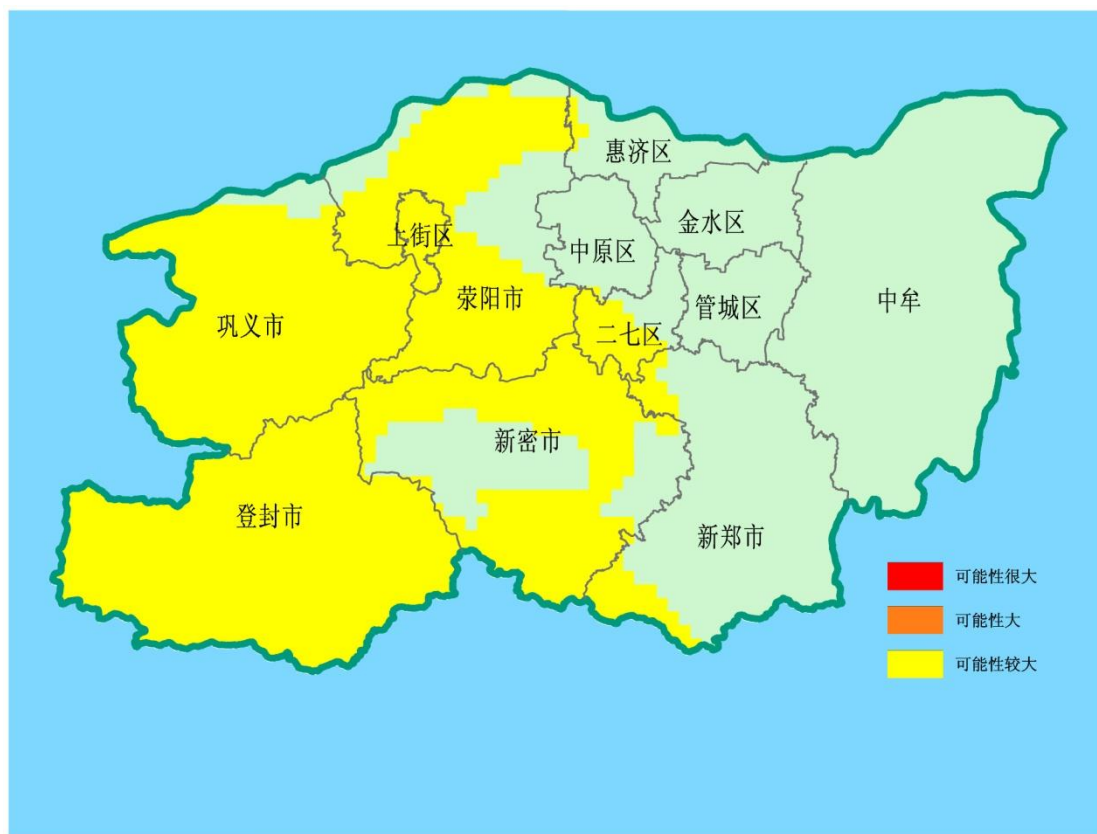 惠济区
金水区
上街区
中原区
荥阳市
管城区
中牟
巩义市
二七区
新密市
登封市
新郑市
可能性很大
可能性大
可能性较大